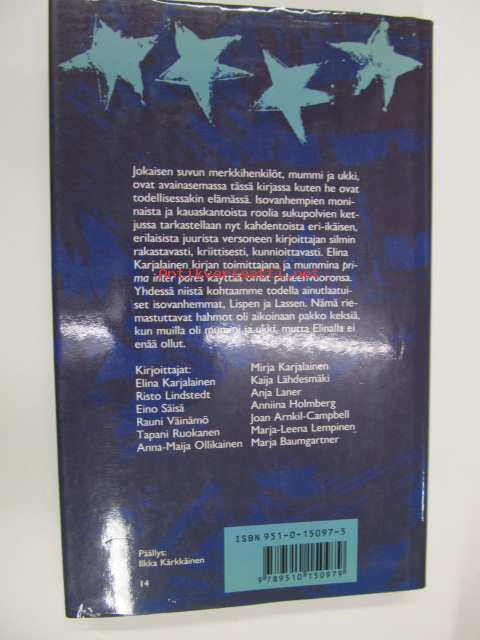 Jokaisen suvun merkkihenkilöt, mummi ja ukki,
ovat avainasemassa tässä kirjassa kuten he ovat
todellisessakin elämässä. Isovanhempien moni-
naista ja kauaskantoista roolia sukupolvien ket-
jussa tarkastellaan nyt kahdentoista eri-ikäisen,
erilaisista juurista versoneen kirjoittajan silmin
rakastavasti, kriittisesti, kunnioittavasti. Elina
Karjalainen kirjan toimittajana ja mummina pri-
ma inter pares käyttää omat puheenvuoronsa.
Yhdessä niistä kohtaamme todella ainutlaatui-
set isovanhemmat, Lispen ja Lassen. Nämä rie-
mastuttavat hahmot oli aikoinaan pakko keksiä,
kun muilla oli mummi ja ukki, mutta Elinalla ei
enää ollut.
Kirjoittajat:
Elina Karjalainen
Risto Lindstedt
Eino Säisä
Rauni Väinämö
Tapani Ruokanen
Anna-Maija Ollikainen
Mirja Karjalainen
Kaija Lähdesmäki
Anja Laner
Anniina Holmberg
Joan Arnkil-Campbell
Marja-Leena Lempinen
Marja Baumgartner
Päällys:
Ilkka Kärkkäinen
14
ISBN 951-0-15097-5
9 789510 150979